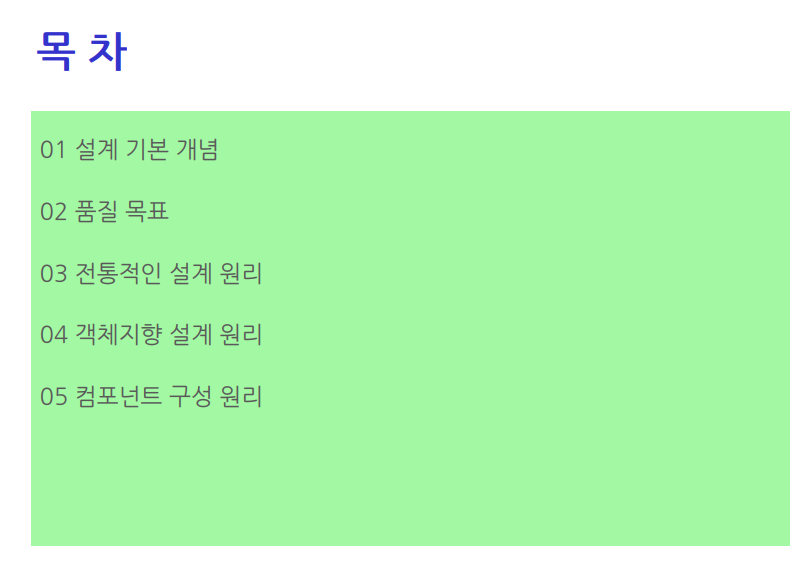 목 차
01 설계 기본 개념
02 품질 목표
03 전통적인 설계 원리
04 객체지향 설계 원리
05 컴포넌트 구성 원리